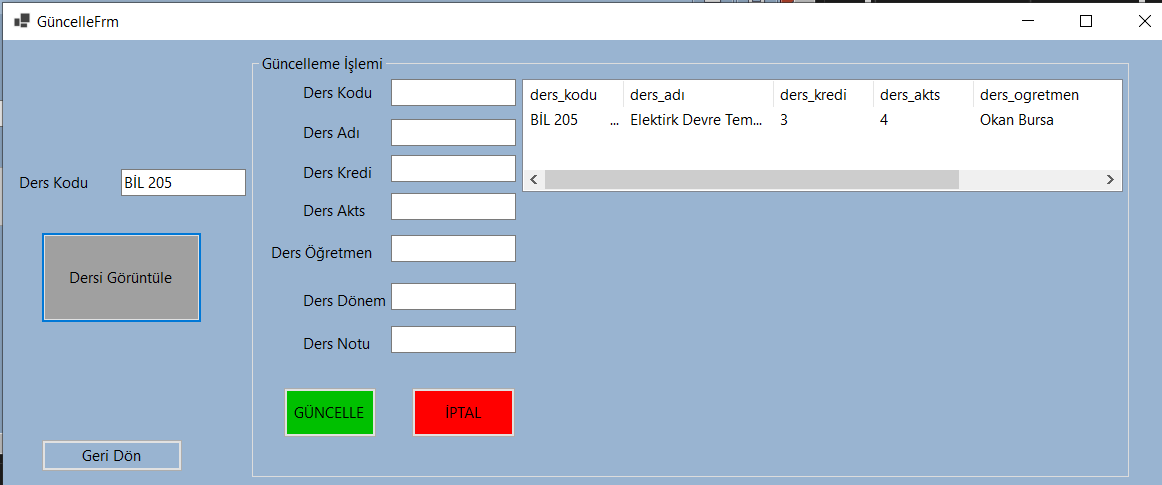 GüncelleFrm
Ders Kodu
BİL 205
Dersi Görüntüle
Geri Dön
Güncelleme İşlemi
Ders Kodu
Ders Adı
Ders Kredi
Ders Akts
Ders Öğretmen
Ders Dönem
Ders Notu
GÜNCELLE İPTAL
ders_kodu ders_adı ders_kredi ders_akts ders_ogretmen
BİL 205 ... Elektirk Devre Tem... 3 4 Okan Bursa